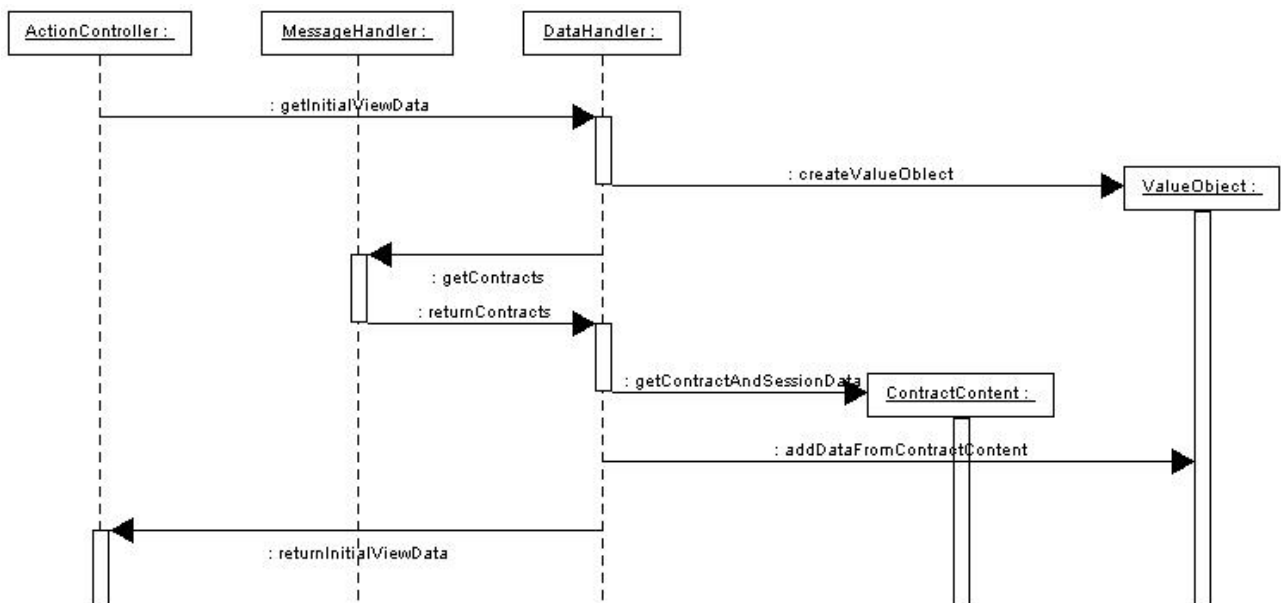 ActionController :
MessageHandler :
DataHandler :
: getInitialViewData
: createValueOblect
ValueObject :
: getContracts
: returnContracts
: getContractAndSessionData
ContractContent :
: addDataFromContractContent
: returnInitialViewData